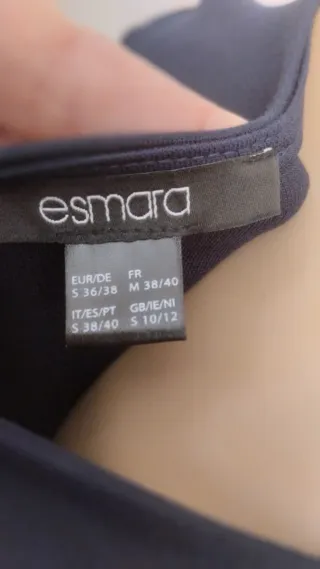 esmara
EUR/DE FR
S 36/38 M 38/40
IT/ES/PT GB/IE/NI
S 38/40 S 10/12